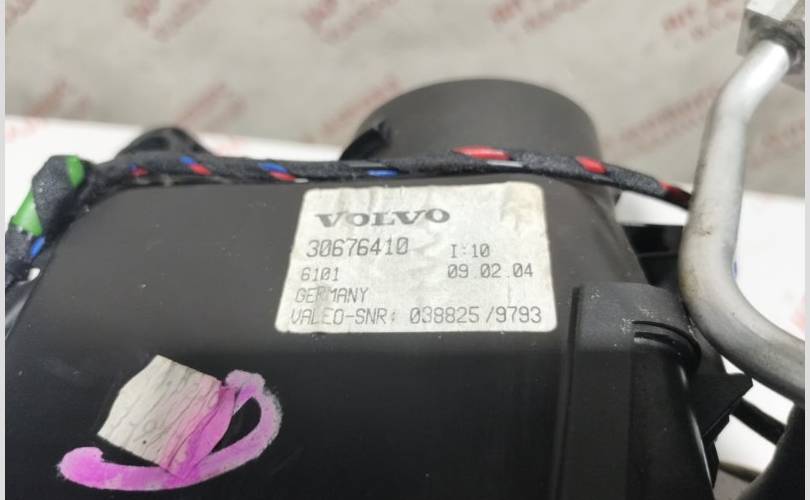 VOLVO
30676410 I:10
6101 09.02.04
GERMANY
VALEO-SNR: 038825/9793